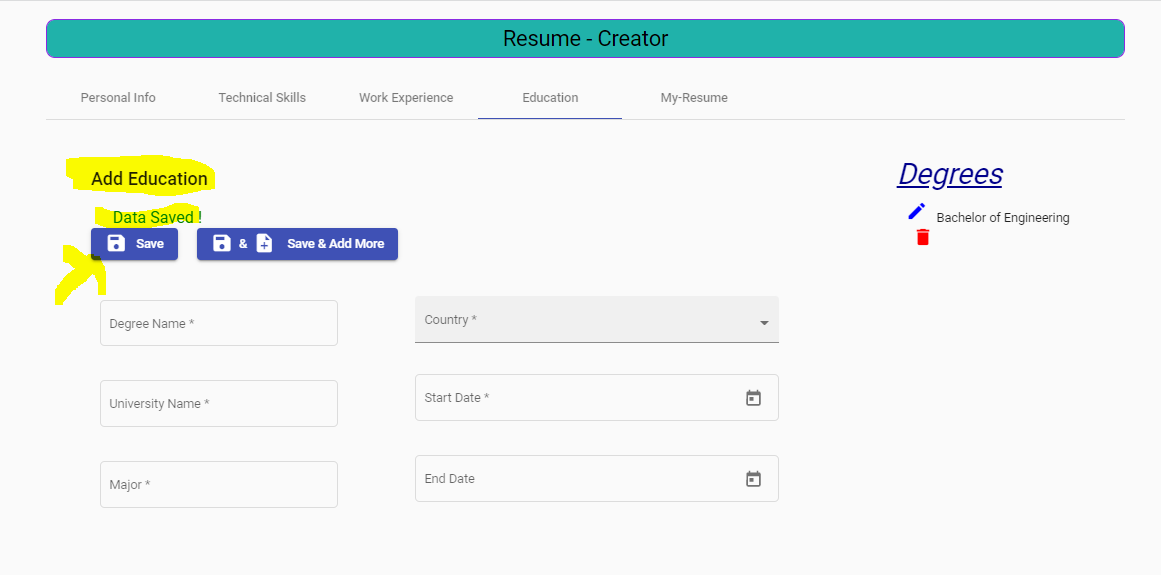 Resume - Creator
Personal Info Technical Skills Work Experience Education My-Resume
Add Education
Data Saved !
Save & Save & Add More
Degree Name * Country *
University Name * Start Date *
Major * End Date
Degrees
Bachelor of Engineering